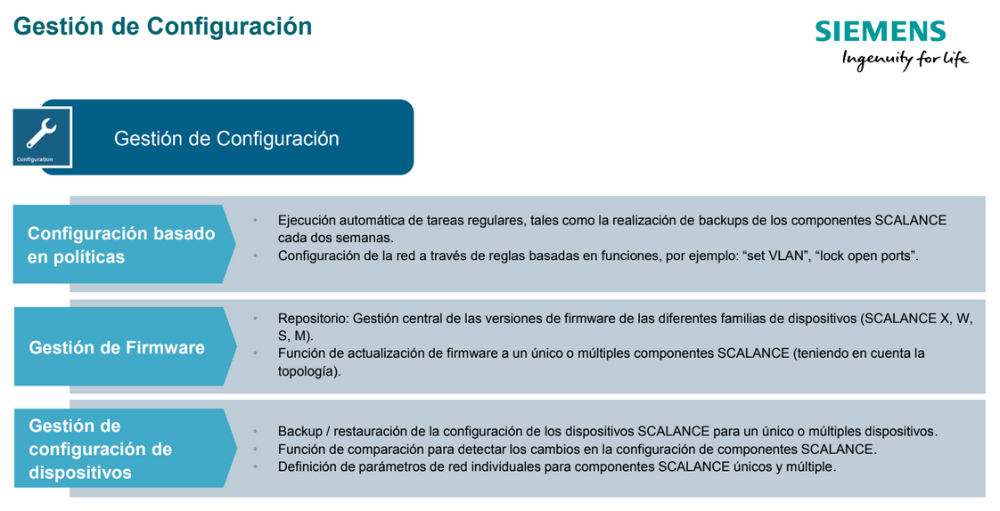 Gestión de Configuración
SIEMENS
Ingenuity for life
Configuration
Gestión de Configuración
Configuración basado
en políticas
• Ejecución automática de tareas regulares, tales como la realización de backups de los componentes SCALANCE
cada dos semanas.
• Configuración de la red a través de reglas basadas en funciones, por ejemplo: “set VLAN”, “lock open ports”.
Gestión de Firmware
• Repositorio: Gestión central de las versiones de firmware de las diferentes familias de dispositivos (SCALANCE X, W,
S, M).
• Función de actualización de firmware a un único o múltiples componentes SCALANCE (teniendo en cuenta la
topología).
Gestión de
configuración de
dispositivos
• Backup / restauración de la configuración de los dispositivos SCALANCE para un único o múltiples dispositivos.
• Función de comparación para detectar los cambios en la configuración de componentes SCALANCE.
• Definición de parámetros de red individuales para componentes SCALANCE únicos y múltiple.